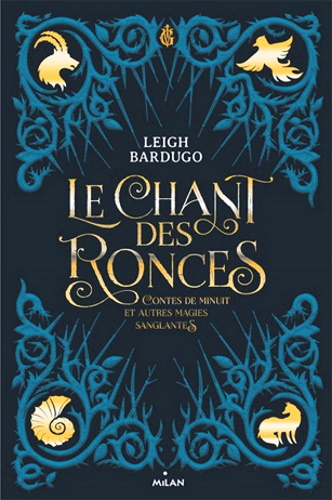 LEIGH
BARDUGO
LE CHANT
DES
RONCES
CONTES DE MINUIT
ET AUTRES MAGIES
SANGLANTES
MILAN